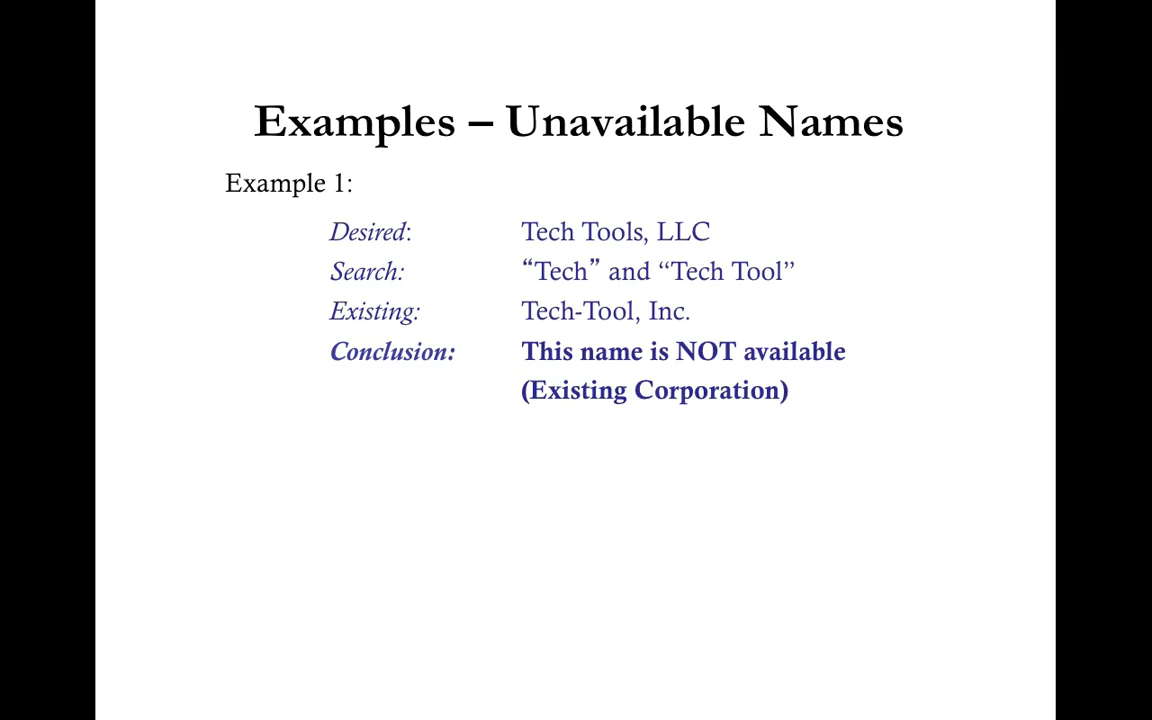 Examples – Unavailable Names
Example 1:
Desired: Tech Tools, LLC
Search: “Tech” and “Tech Tool”
Existing: Tech-Tool, Inc.
Conclusion: This name is NOT available
(Existing Corporation)